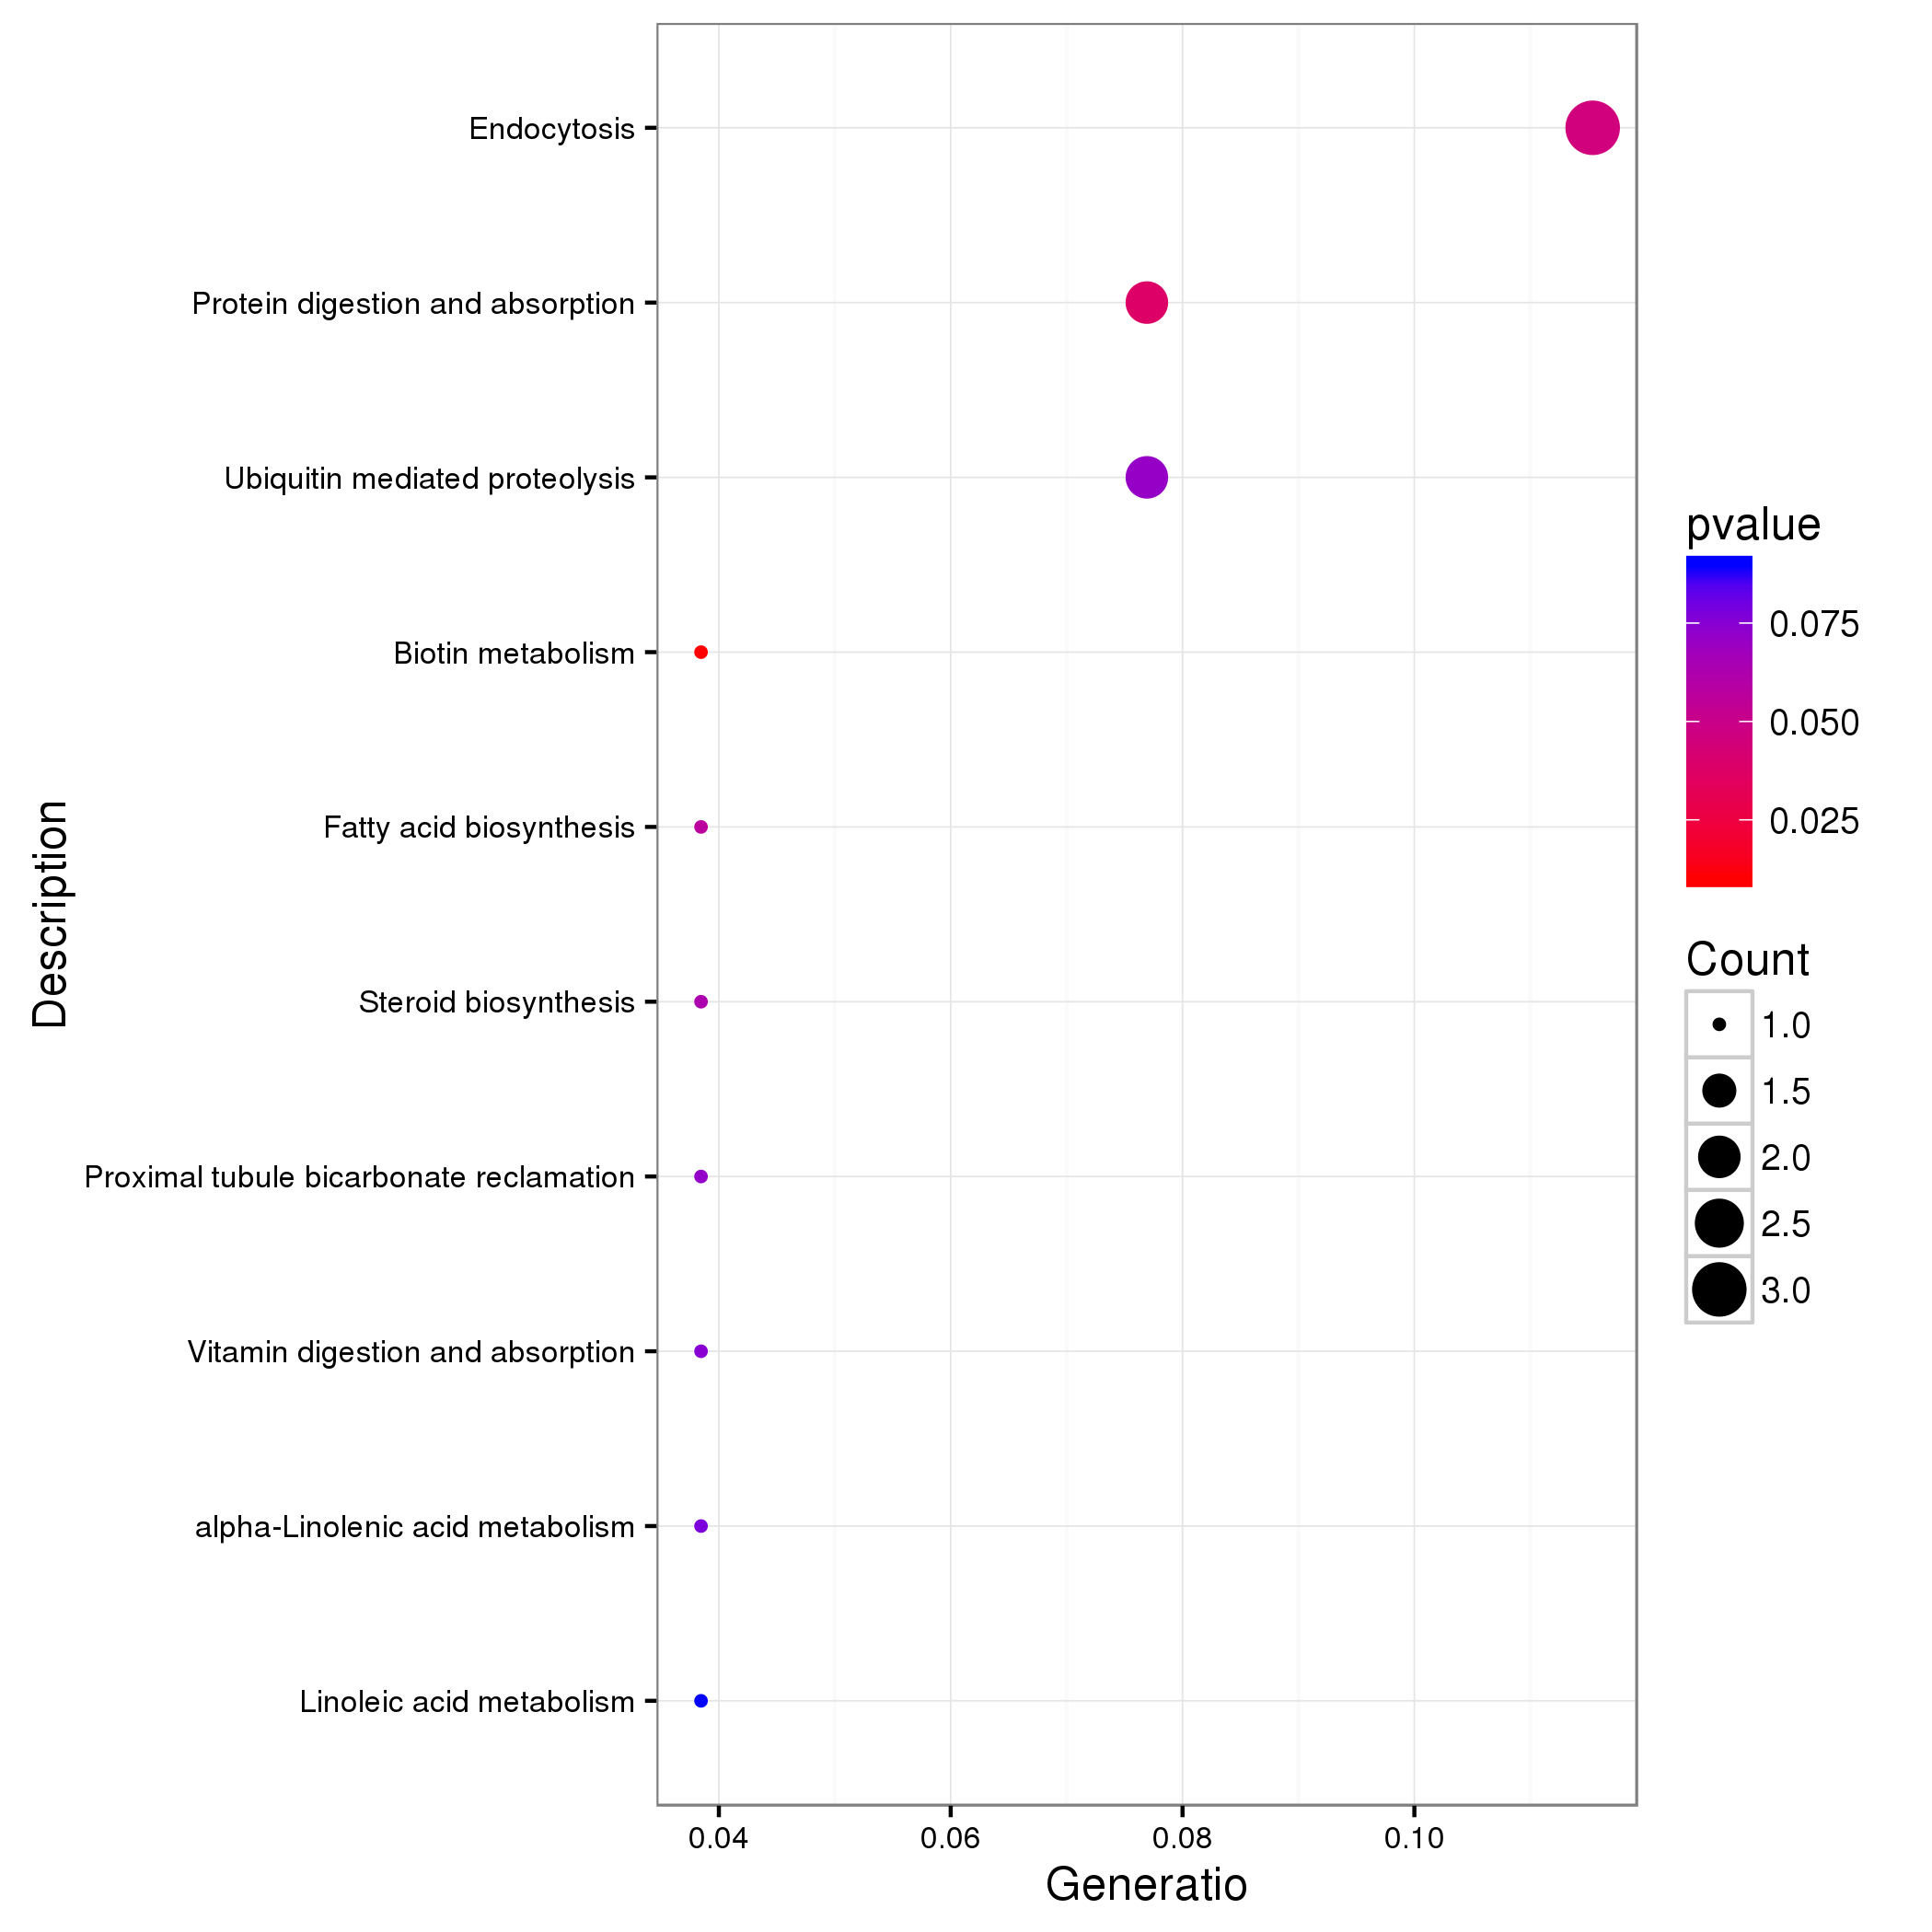 Endocytosis
Protein digestion and absorption
Ubiquitin mediated proteolysis
Biotin metabolism
Fatty acid biosynthesis
Steroid biosynthesis
Proximal tubule bicarbonate reclamation
Vitamin digestion and absorption
alpha-Linolenic acid metabolism
Linoleic acid metabolism
Description
0.04 0.06 0.08 0.10
Generatio
pvalue
0.075
0.050
0.025
Count
1.0
1.5
2.0
2.5
3.0